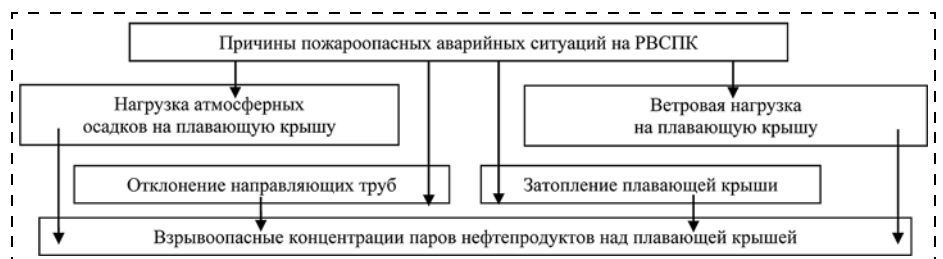 Причины пожароопасных аварийных ситуаций на РВСПК
Нагрузка атмосферных
осадков на плавающую крышу
Ветровая нагрузка
на плавающую крышу
Отклонение направляющих труб
Затопление плавающей крыши
Взрывоопасные концентрации паров нефтепродуктов над плавающей крышей